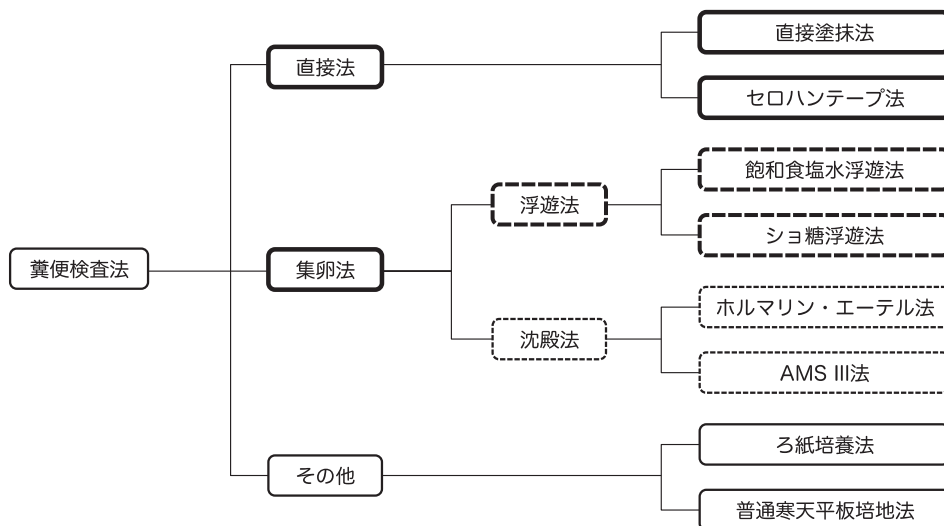 糞便検査法
直接法
直接塗抹法
セロハンテープ法
集卵法
浮遊法
飽和食塩水浮遊法
ショ糖浮遊法
沈殿法
ホルマリン・エーテル法
AMS III法
その他
ろ紙培養法
普通寒天平板培地法